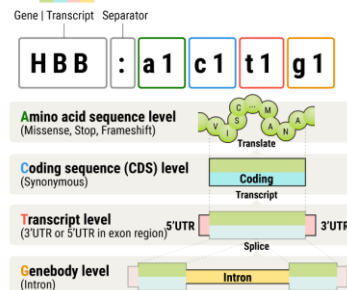 Gene | Transcript Separator
HBB : a1 c1 t1 g1
Amino acid sequence level
(Missense, Stop, Frameshift)
V I S C ... M A N A
Translate
Coding sequence (CDS) level
(Synonymous)
Coding
Transcript
Transcript level
(3'UTR or 5'UTR in exon region)
5'UTR
3'UTR
Splice
Genebody level
(Intron)
Intron